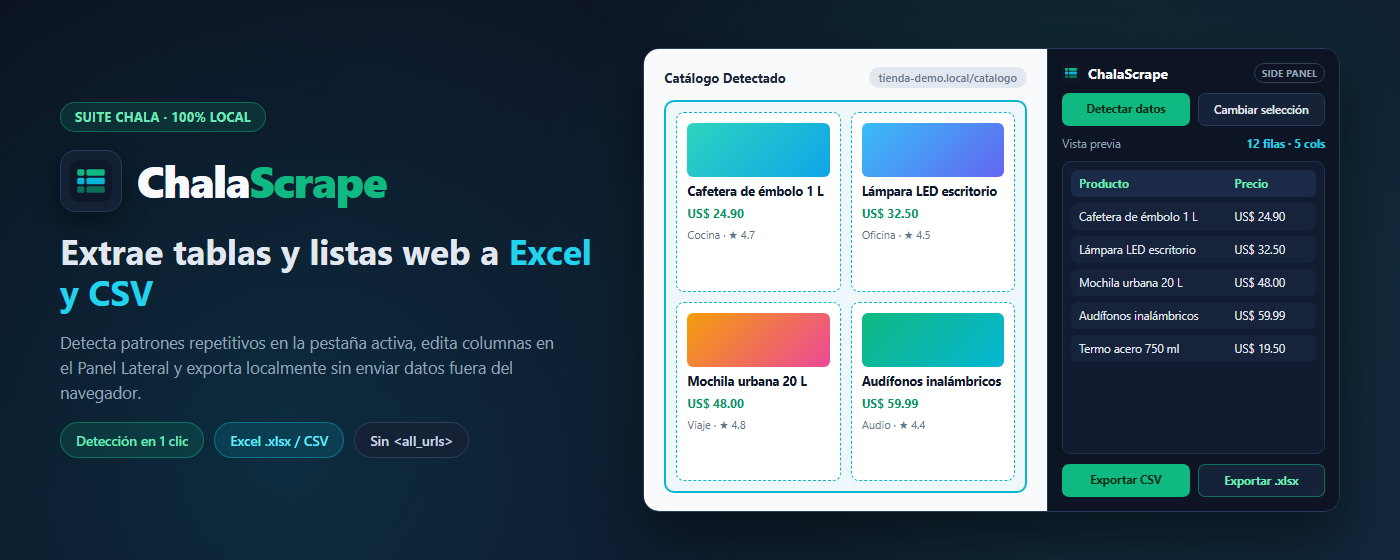 SUITE CHALA · 100% LOCAL
ChalaScrape
Extrae tablas y listas web a Excel
y CSV
Detecta patrones repetitivos en la pestaña activa, edita columnas en
el Panel Lateral y exporta localmente sin enviar datos fuera del
navegador.
Detección en 1 clic
Excel .xlsx / CSV
Sin <all_urls>
Catálogo Detectado
tienda-demo.local/catalogo
Cafetera de émbolo 1 L
US$ 24.90
Cocina · ★ 4.7
Lámpara LED escritorio
US$ 32.50
Oficina · ★ 4.5
Mochila urbana 20 L
US$ 48.00
Viaje · ★ 4.8
Audífonos inalámbricos
US$ 59.99
Audio · ★ 4.4
ChalaScrape
SIDE PANEL
Detectar datos
Cambiar selección
Vista previa
12 filas · 5 cols
Producto Precio
Cafetera de émbolo 1 L US$ 24.90
Lámpara LED escritorio US$ 32.50
Mochila urbana 20 L US$ 48.00
Audífonos inalámbricos US$ 59.99
Termo acero 750 ml US$ 19.50
Exportar CSV
Exportar .xlsx